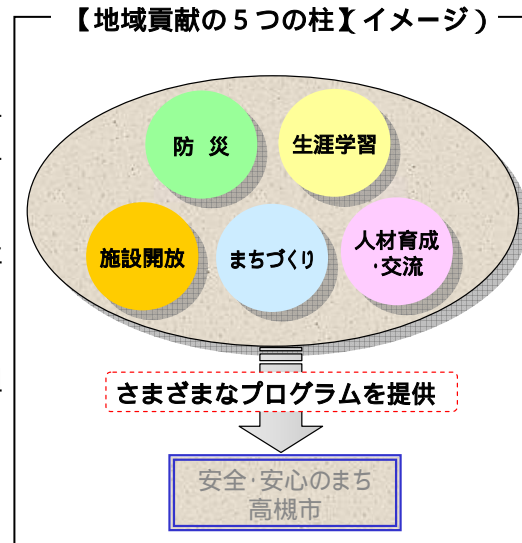 【地域貢献の5つの柱】(イメージ)
防 災
生涯学習
施設開放
まちづくり
人材育成
・交流
さまざまなプログラムを提供
安全・安心のまち
高槻市